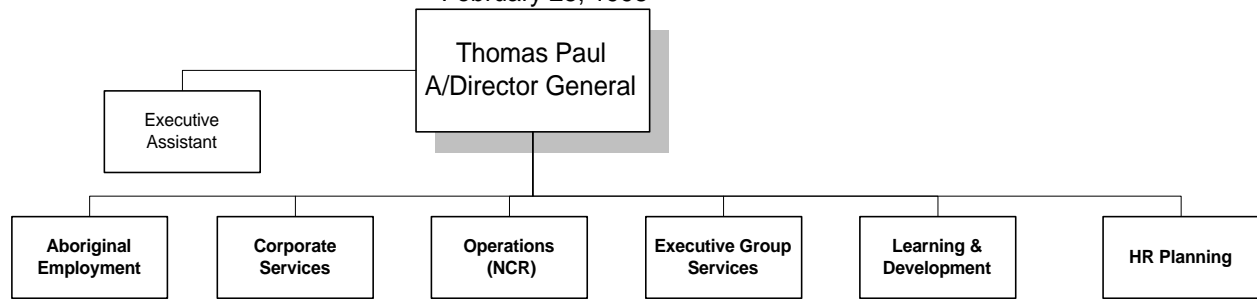 Thomas Paul
A/Director General
Executive
Assistant
Aboriginal
Employment
Corporate
Services
Operations
(NCR)
Executive Group
Services
Learning &
Development
HR Planning